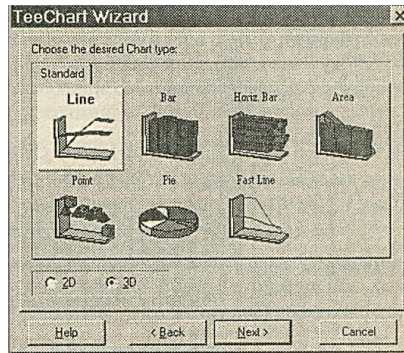 TeeChart Wizard
Choose the desired Chart type:
Standard
Line Bar Horiz. Bar Area
Point Pie Fast Line
2D 3D
Help < Back Next > Cancel